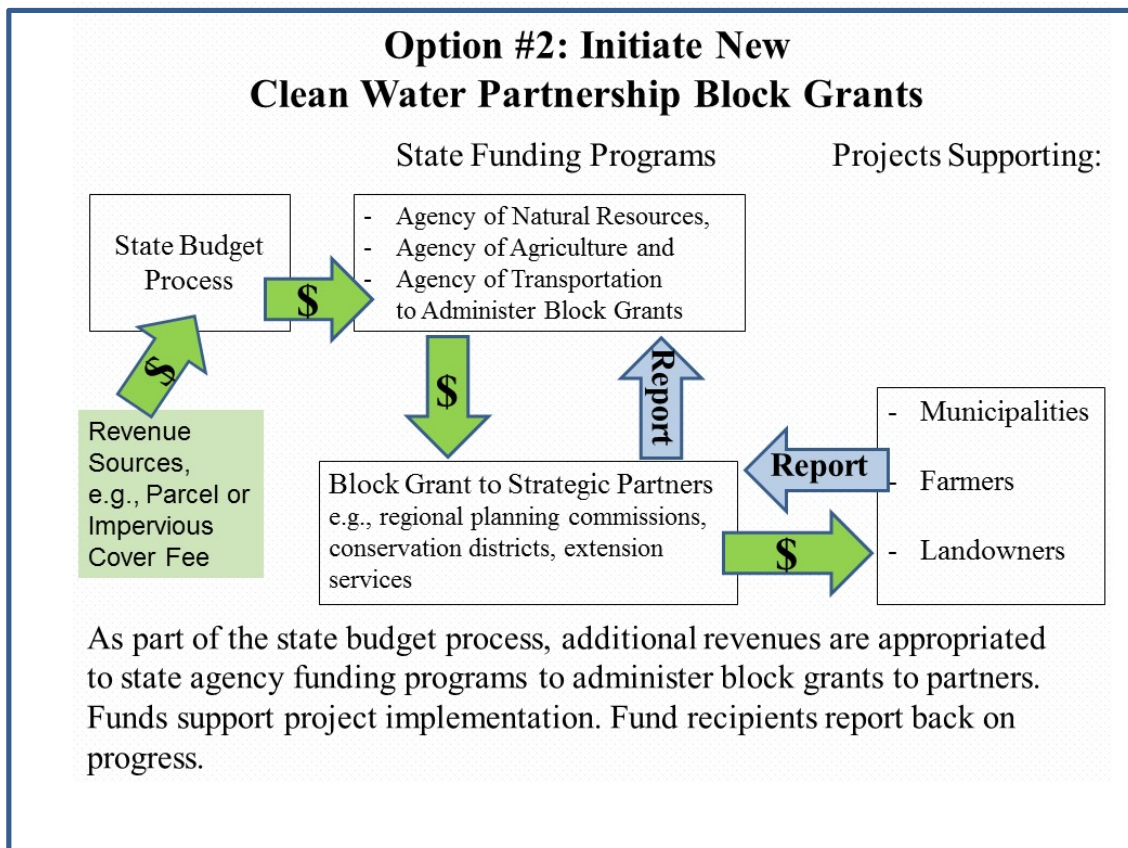 Option #2: Initiate New
Clean Water Partnership Block Grants
State Funding Programs
Projects Supporting:
State Budget
Process
- Agency of Natural Resources,
- Agency of Agriculture and
- Agency of Transportation
to Administer Block Grants
$
$
$
Report
Revenue
Sources,
e.g., Parcel or
Impervious
Cover Fee
Block Grant to Strategic Partners
e.g., regional planning commissions,
conservation districts, extension
services
Report
$
- Municipalities
- Farmers
- Landowners
As part of the state budget process, additional revenues are appropriated
to state agency funding programs to administer block grants to partners.
Funds support project implementation. Fund recipients report back on
progress.